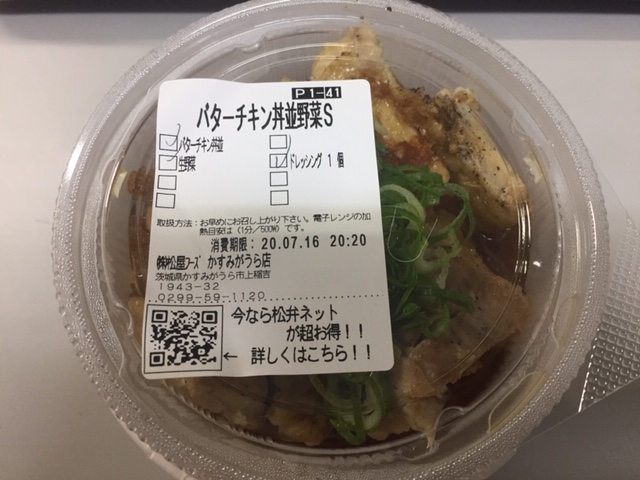 P1-41
バターチキン丼並野菜S
バターチキン丼並
生野菜
ドレッシング 1 個
取扱方法：お早めにお召し上がり下さい。電子レンジの加
熱目安は（1分／500W）です。
消費期限：20.07.16 20:20
㈱松屋フーズ かすみがうら店
茨城県かすみがうら市上稲吉
1943-32
0299-59-1120
今なら松弁ネット
が超お得！！
← 詳しくはこちら！！